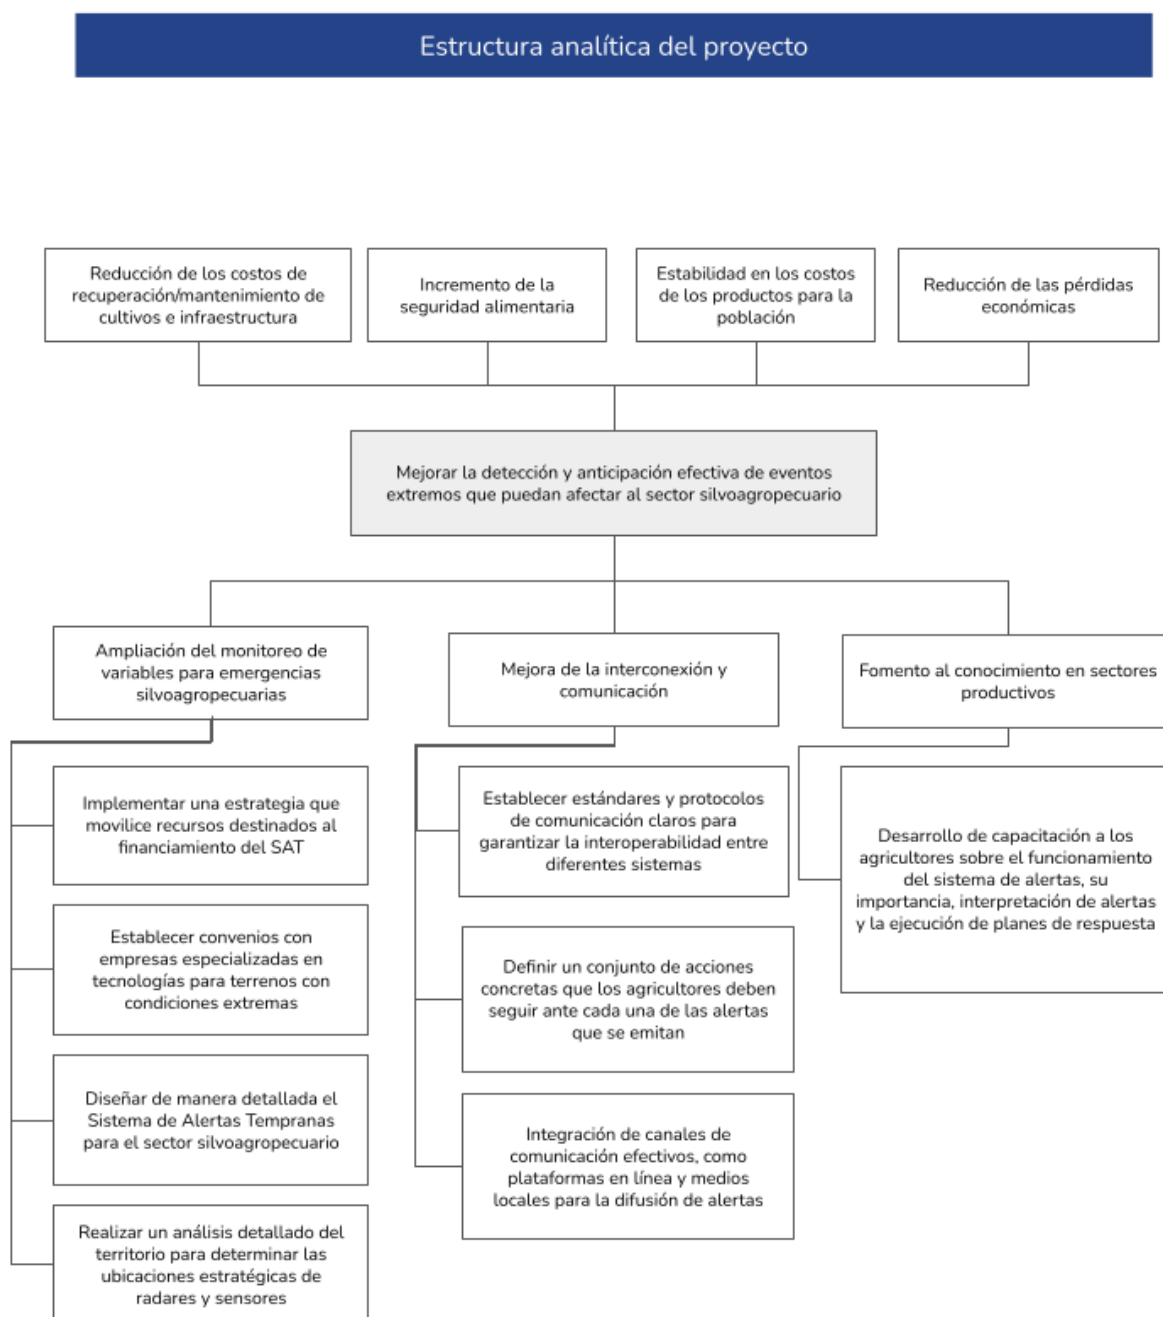 Estructura analítica del proyecto
Reducción de los costos de
recuperación/mantenimiento de
cultivos e infraestructura
Incremento de la
seguridad alimentaria
Estabilidad en los costos
de los productos para la
población
Reducción de las pérdidas
económicas
Mejorar la detección y anticipación efectiva de eventos
extremos que puedan afectar al sector silvoagropecuario
Ampliación del monitoreo de
variables para emergencias
silvoagropecuarias
Implementar una estrategia que
movilice recursos destinados al
financiamiento del SAT
Establecer convenios con
empresas especializadas en
tecnologías para terrenos con
condiciones extremas
Diseñar de manera detallada el
Sistema de Alertas Tempranas
para el sector silvoagropecuario
Realizar un análisis detallado del
territorio para determinar las
ubicaciones estratégicas de
radares y sensores
Mejora de la interconexión y
comunicación
Establecer estándares y protocolos
de comunicación claros para
garantizar la interoperabilidad entre
diferentes sistemas
Definir un conjunto de acciones
concretas que los agricultores deben
seguir ante cada una de las alertas
que se emitan
Integración de canales de
comunicación efectivos, como
plataformas en línea y medios
locales para la difusión de alertas
Fomento al conocimiento en sectores
productivos
Desarrollo de capacitación a los
agricultores sobre el funcionamiento
del sistema de alertas, su
importancia, interpretación de alertas
y la ejecución de planes de respuesta